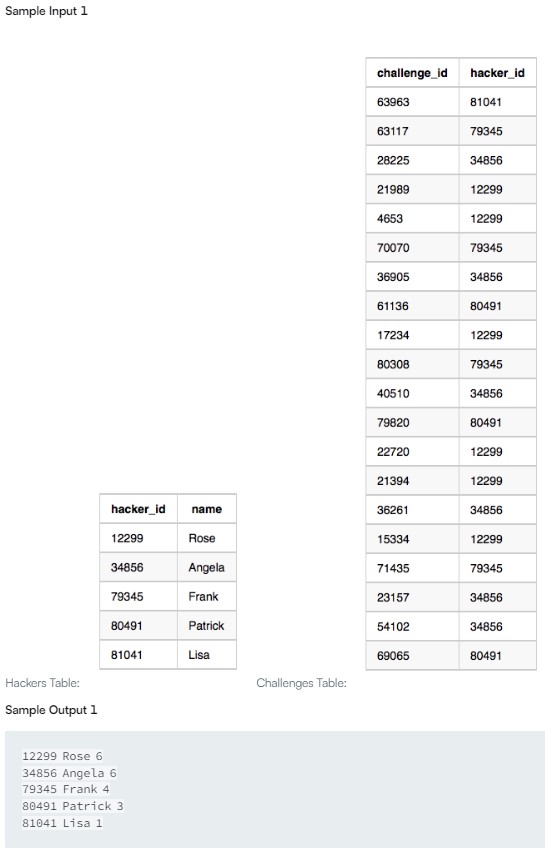 Sample Input 1
challenge_id hacker_id
63963 81041
63117 79345
28225 34856
21989 12299
4653 12299
70070 79345
36905 34856
61136 80491
17234 12299
80308 79345
40510 34856
79820 80491
22720 12299
21394 12299
36261 34856
15334 12299
71435 79345
23157 34856
54102 34856
69065 80491
hacker_id name
12299 Rose
34856 Angela
79345 Frank
80491 Patrick
81041 Lisa
Hackers Table:
Challenges Table:
Sample Output 1
12299 Rose 6
34856 Angela 6
79345 Frank 4
80491 Patrick 3
81041 Lisa 1